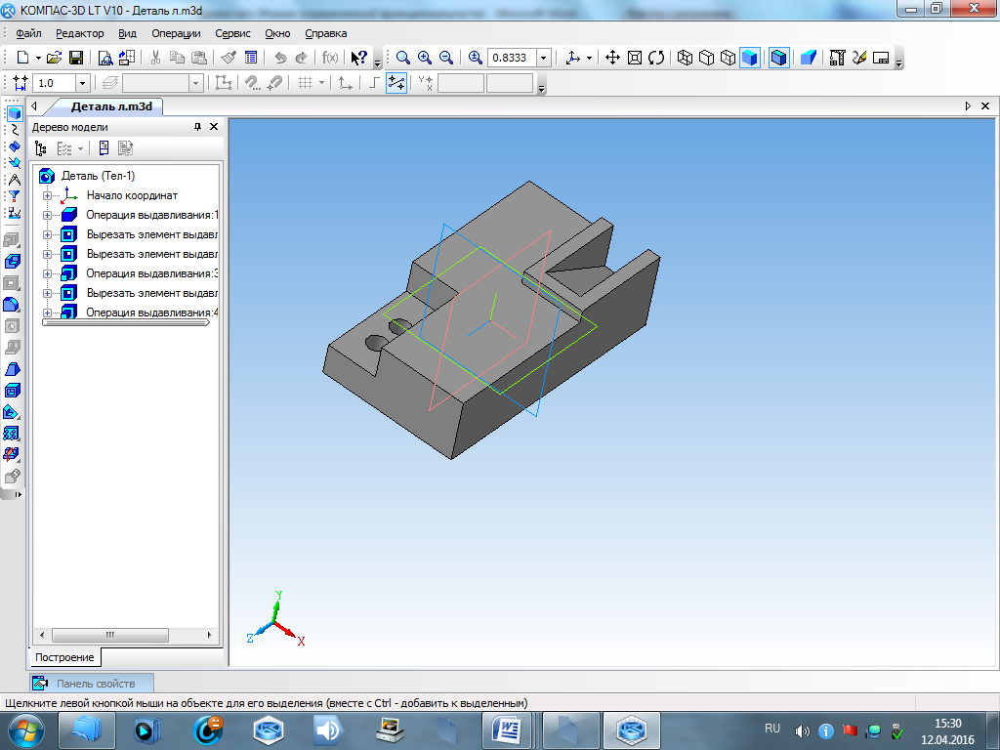 КОМПАС-3D LT V10 - Деталь л.m3d
Файл Редактор Вид Операции Сервис Окно Справка
0.8333
1.0
Деталь л.m3d
Дерево модели
Деталь (Тел-1)
Начало координат
Операция выдавливания:1
Вырезать элемент выдавл
Вырезать элемент выдавл
Операция выдавливания:3
Вырезать элемент выдавл
Операция выдавливания:4
Y
Z
X
Построение
Панель свойств
Щелкните левой кнопкой мыши на объекте для его выделения (вместе с Ctrl - добавить к выделенным)
RU
15:30
12.04.2016